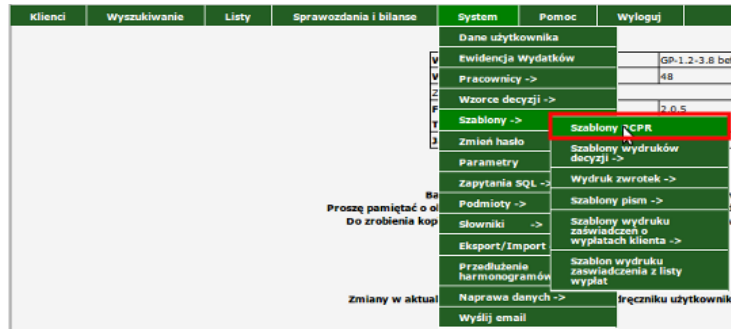 Klienci Wyszukiwanie Listy Sprawozdania i bilanse System Pomoc Wyloguj
Dane użytkownika
Ewidencja Wydatków
GP-1.2-3.8 bet
Pracownicy ->
48
Wzorce decyzji ->
Szablony ->
2.0.5
Szablony PCPR
Zmień hasło
Szablony wydruków
decyzji ->
Parametry
Wydruk zwrotek ->
Zapytania SQL ->
Szablony pism ->
Podmioty ->
Ba
Proszę pamiętać o ol
Do zrobienia kop
Słowniki ->
Szablony wydruku
zaświadczeń o
wypłatach klienta ->
Eksport/Import
Przedłużenie
harmonogramów
Szablon wydruku
zaswiadczenia z listy
wypłat
Zmiany w aktual
Naprawa danych ->
dręczniku użytkownik
Wyślij email